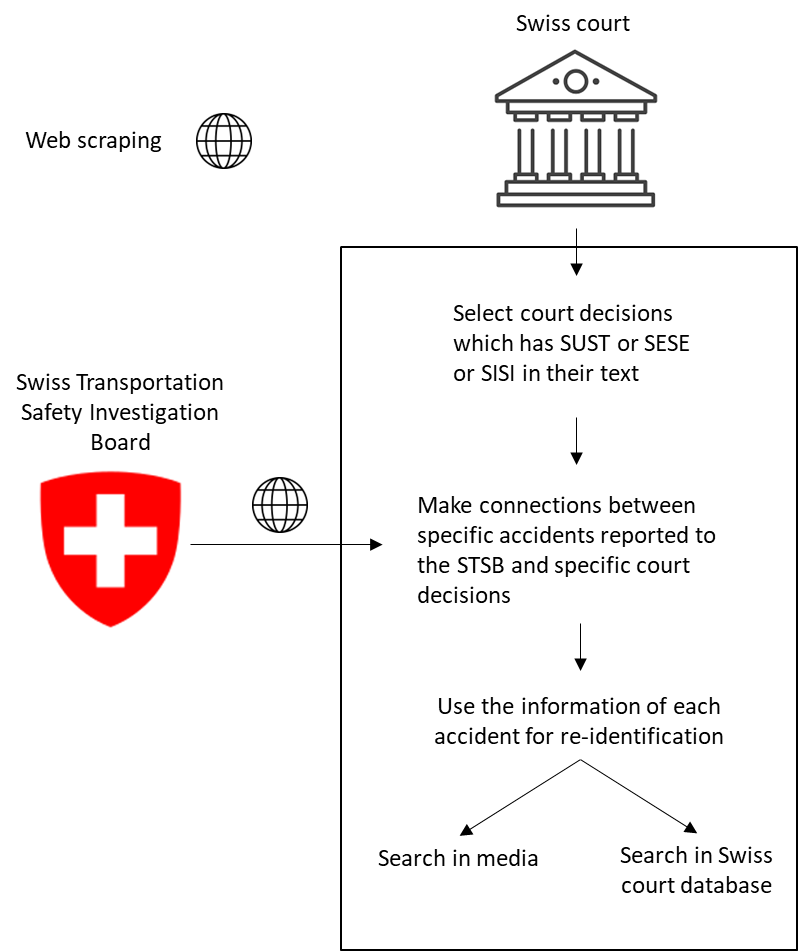 Swiss court
Web scraping
Select court decisions
which has SUST or SESE
or SISI in their text
Swiss Transportation
Safety Investigation
Board
Make connections between
specific accidents reported to
the STSB and specific court
decisions
Use the information of each
accident for re-identification
Search in media
Search in Swiss
court database